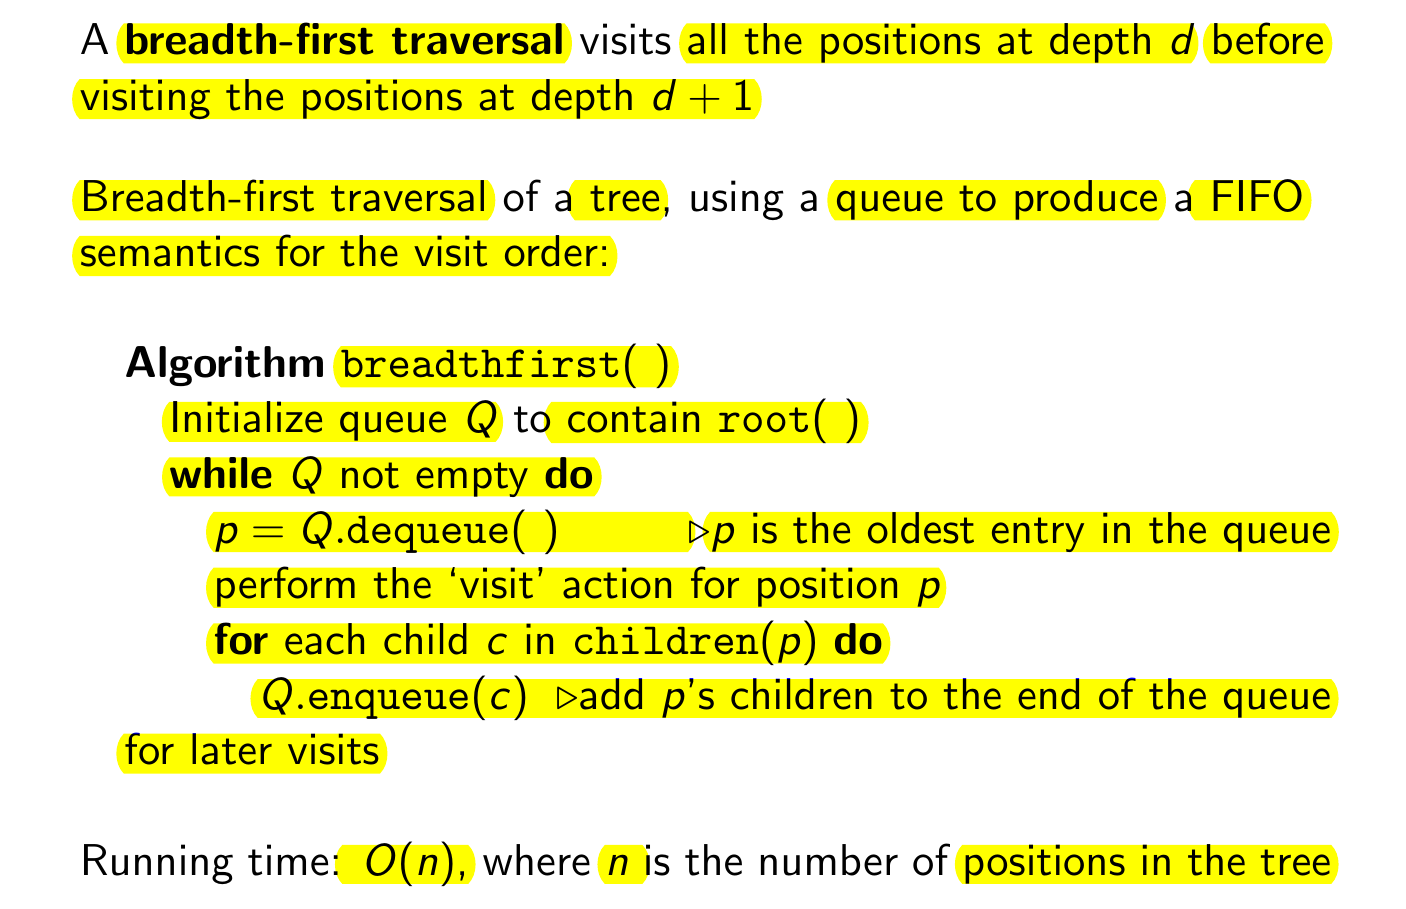 A breadth-first traversal visits all the positions at depth d before
visiting the positions at depth d + 1
Breadth-first traversal of a tree, using a queue to produce a FIFO
semantics for the visit order:
Algorithm breadthfirst( )
Initialize queue Q to contain root( )
while Q not empty do
p = Q.dequeue( ) ▷p is the oldest entry in the queue
perform the ‘visit’ action for position p
for each child c in children(p) do
Q.enqueue(c) ▷add p’s children to the end of the queue
for later visits
Running time: O(n), where n is the number of positions in the tree